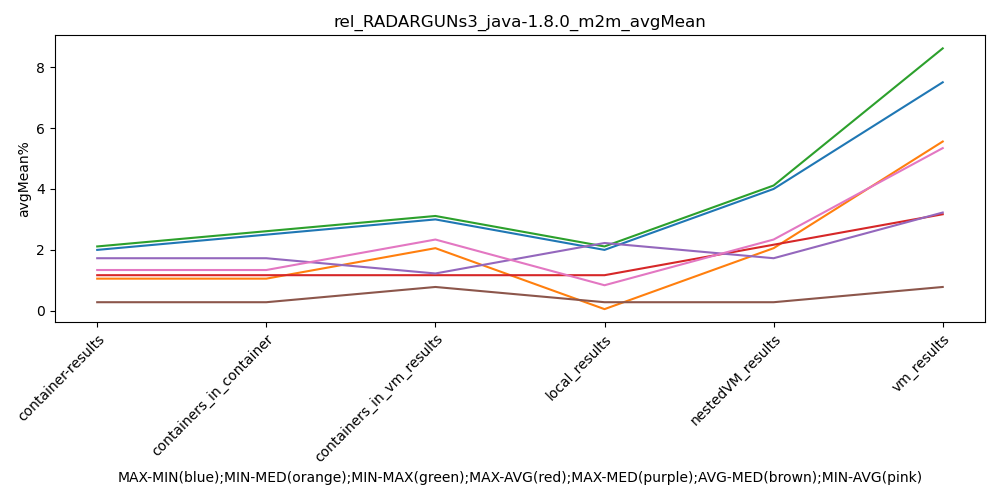 rel_RADARGUNs3_java-1.8.0_m2m_avgMean
avgMean%
8
6
4
2
0
container-results
containers_in_container
containers_in_vm_results
local_results
nestedVM_results
vm_results
MAX-MIN(blue);MIN-MED(orange);MIN-MAX(green);MAX-AVG(red);MAX-MED(purple);AVG-MED(brown);MIN-AVG(pink)